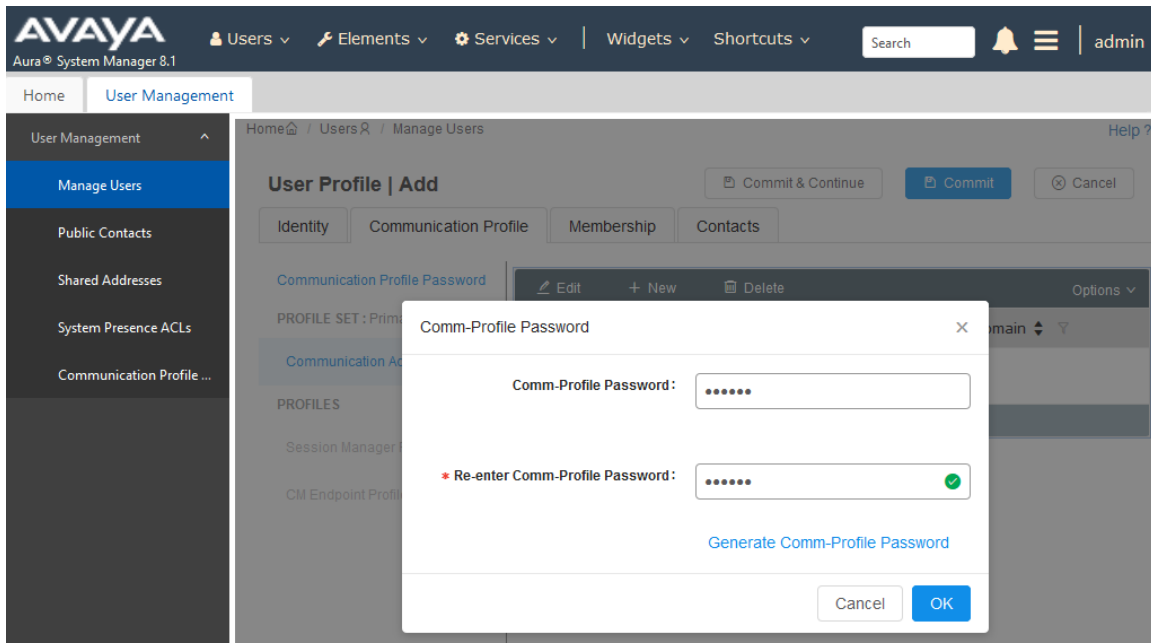 AVAYA
Aura® System Manager 8.1
Users Elements Services | Widgets Shortcuts Search admin
Home User Management
User Management
Manage Users
Public Contacts
Shared Addresses
System Presence ACLs
Communication Profile ...
Home / Users / Manage Users Help ?
User Profile | Add Commit & Continue Commit Cancel
Identity Communication Profile Membership Contacts
Communication Profile Password
Edit + New Delete Options
PROFILE SET : Prima
omain
Communication Ad
PROFILES
Session Manager
CM Endpoint Profil
Comm-Profile Password ×
Comm-Profile Password :
••••••
* Re-enter Comm-Profile Password :
••••••
Generate Comm-Profile Password
Cancel OK